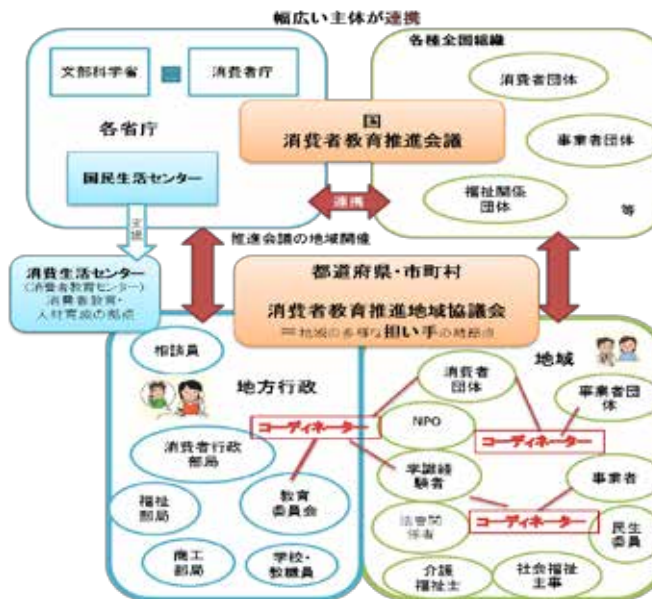 幅広い主体が連携
文部科学省
消費者庁
各省庁
国民生活センター
各種全国組織
消費者団体
事業者団体
福祉関係
団体
等
国
消費者教育推進会議
連携
支援
推進会議の地域開催
消費生活センター
(消費者教育センター)
消費者教育・
人材育成の拠点
都道府県・市町村
消費者教育推進地域協議会
＝地域の多様な担い手の結節点
相談員
地方行政
コーディネーター
消費者行政
部局
福祉
部局
教育
委員会
商工
部局
学校・
教職員
地域
消費者
団体
事業者団
体
NPO
コーディネーター
学識経
験者
事業者
コーディネーター
係者
民生
委員
介護
福祉士
社会福祉
主事